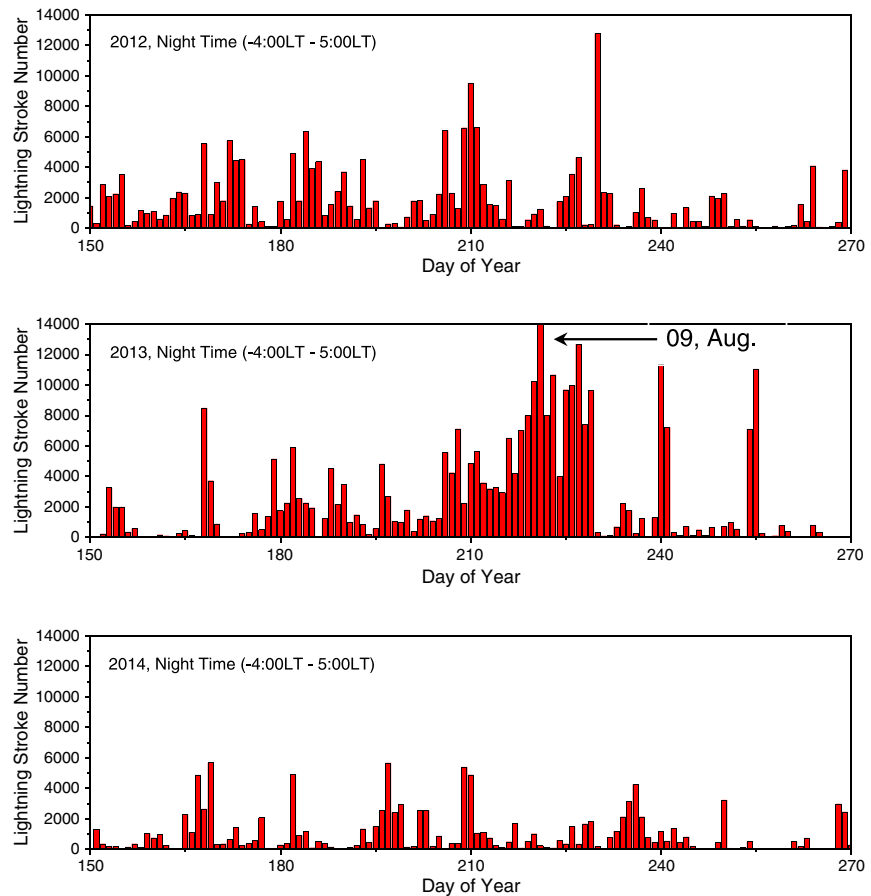 14000
12000
10000
8000
6000
4000
2000
0
Lightning Stroke Number
2012, Night Time (-4:00LT - 5:00LT)
150 180 210 240 270
Day of Year
14000
12000
10000
8000
6000
4000
2000
0
Lightning Stroke Number
2013, Night Time (-4:00LT - 5:00LT)
09, Aug.
150 180 210 240 270
Day of Year
14000
12000
10000
8000
6000
4000
2000
0
Lightning Stroke Number
2014, Night Time (-4:00LT - 5:00LT)
150 180 210 240 270
Day of Year